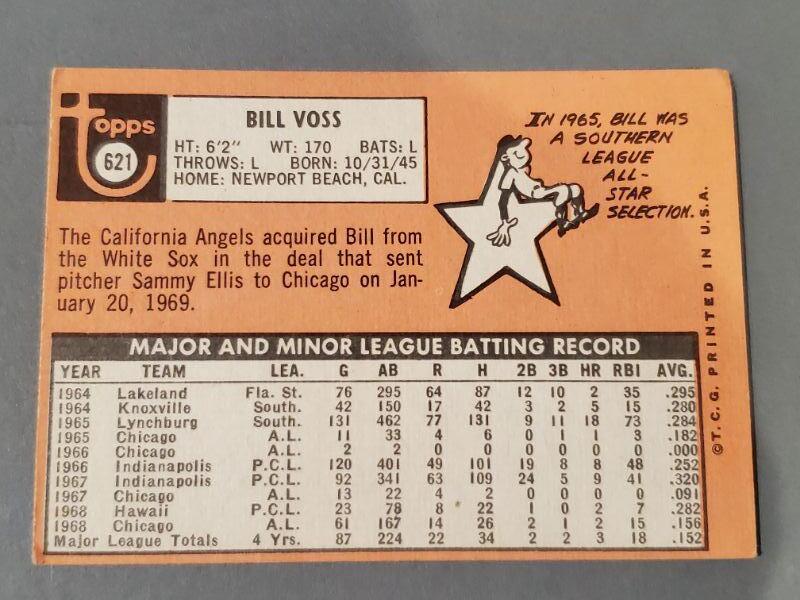 topps
621
BILL VOSS
HT: 6'2" WT: 170 BATS: L
THROWS: L BORN: 10/31/45
HOME: NEWPORT BEACH, CAL.
IN 1965, BILL WAS
A SOUTHERN
LEAGUE
ALL-
STAR
SELECTION.
The California Angels acquired Bill from
the White Sox in the deal that sent
pitcher Sammy Ellis to Chicago on Jan-
uary 20, 1969.
MAJOR AND MINOR LEAGUE BATTING RECORD
YEAR TEAM LEA. G AB R H 2B 3B HR RBI AVG.
1964 Lakeland Fla. St. 76 295 64 87 12 10 2 35 .295
1964 Knoxville South. 42 150 17 42 3 2 5 15 .280
1965 Lynchburg South. 131 462 77 131 9 11 18 73 .284
1965 Chicago A.L. 11 33 4 6 0 1 1 3 .182
1966 Chicago A.L. 2 2 0 0 0 0 0 0 .000
1966 Indianapolis P.C.L. 120 401 49 101 19 8 8 48 .252
1967 Indianapolis P.C.L. 92 341 63 109 24 5 9 41 .320
1967 Chicago A.L. 13 22 4 2 0 0 0 0 .091
1968 Hawaii P.C.L. 23 78 8 22 1 0 2 7 .282
1968 Chicago A.L. 61 167 14 26 2 1 2 15 .156
Major League Totals 4 Yrs. 87 224 22 34 2 2 3 18 .152
©T.C.G. PRINTED IN U.S.A.